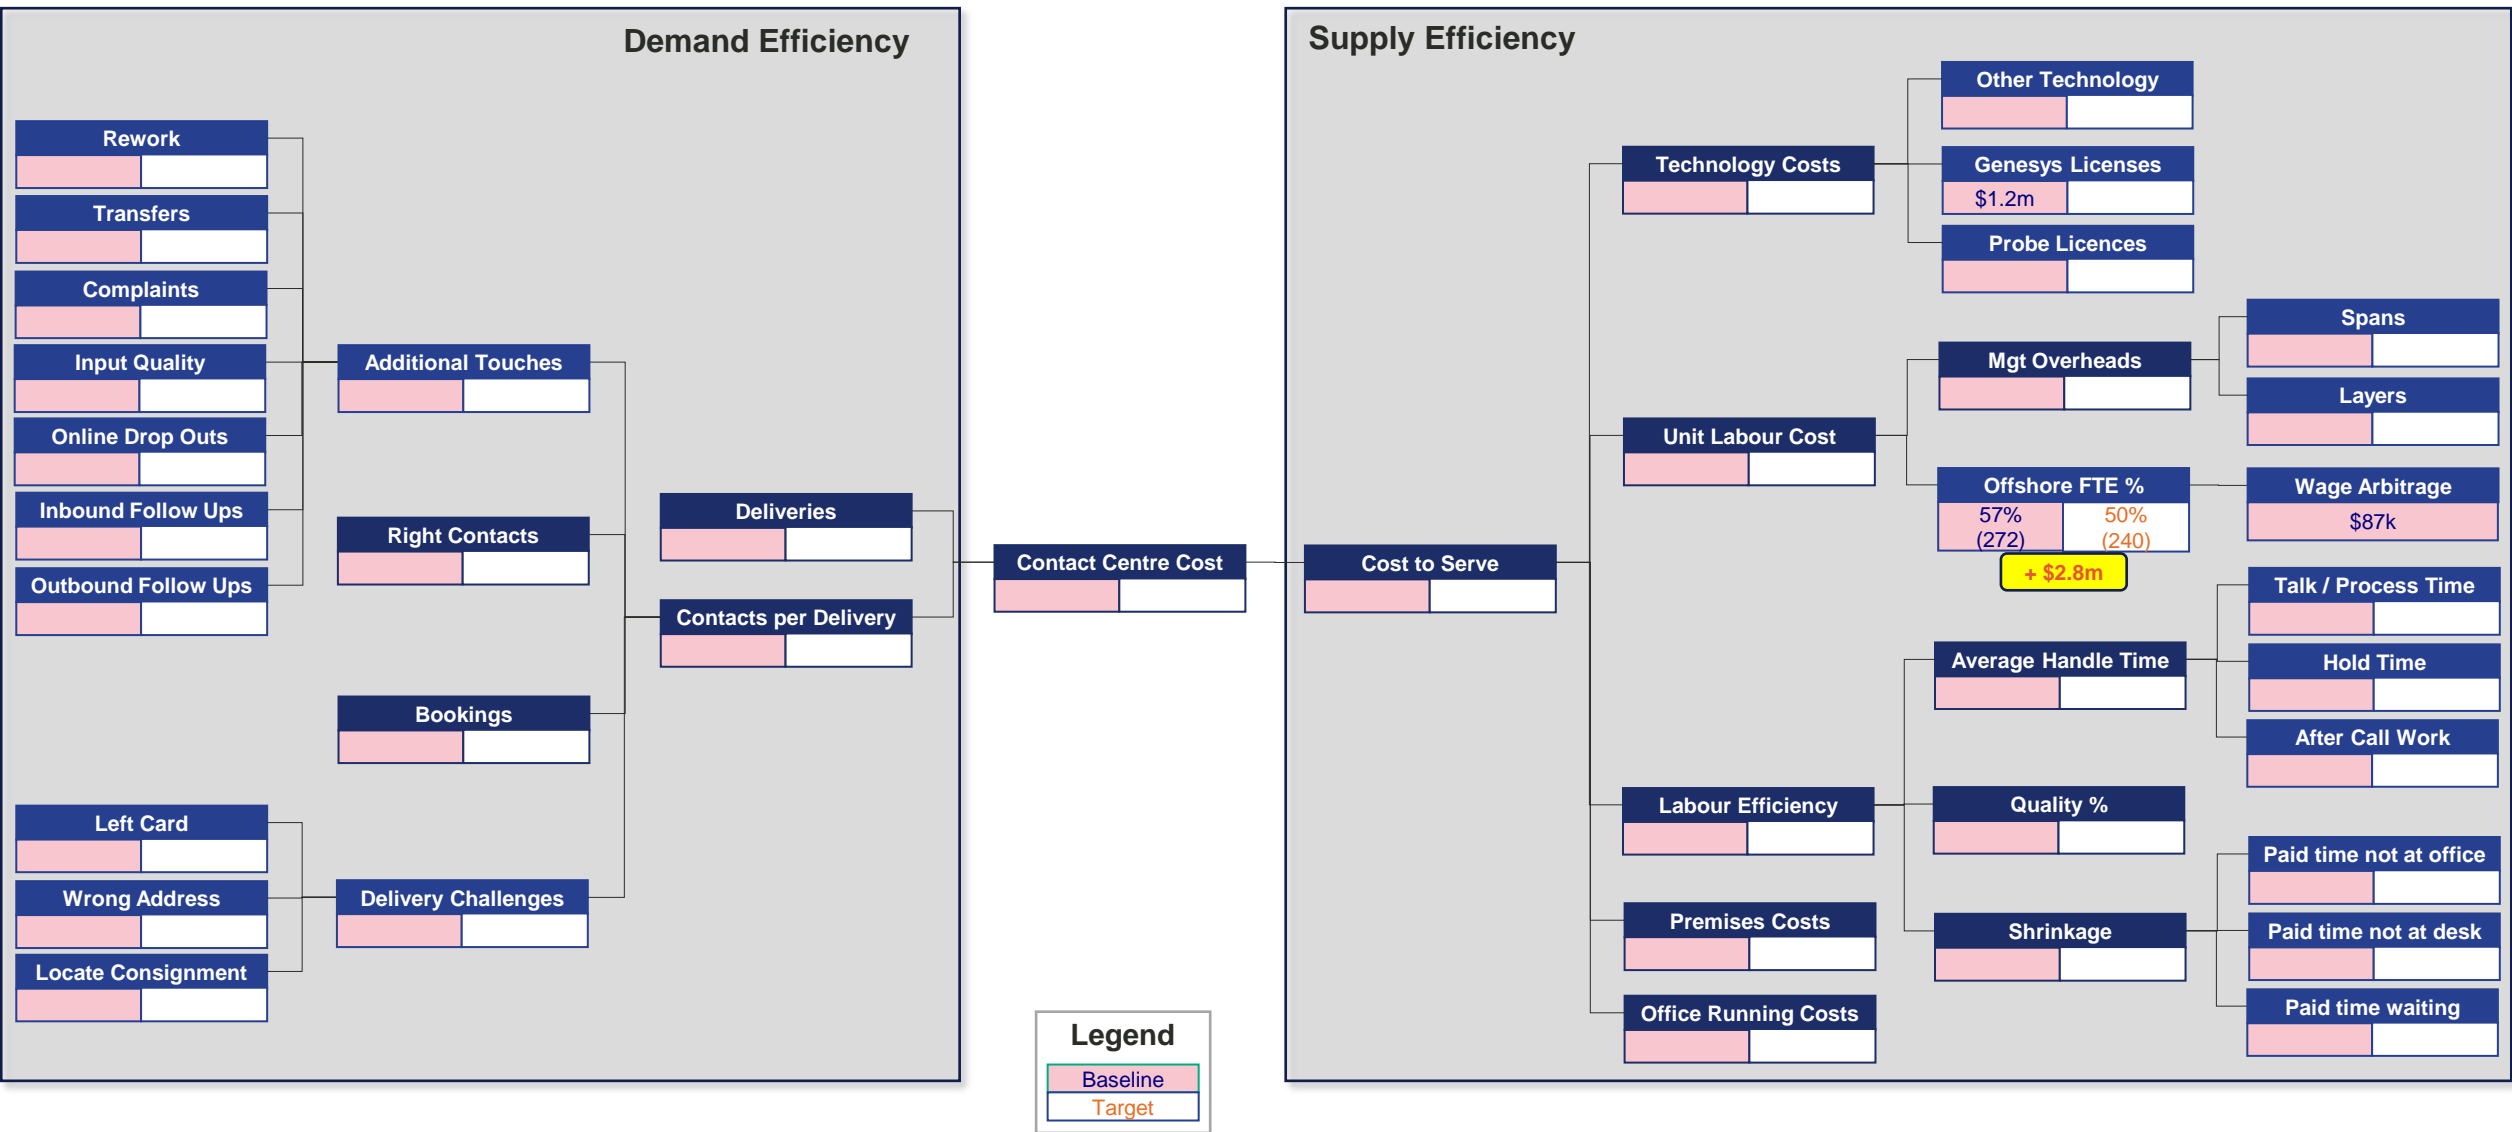 Demand Efficiency
Rework
Transfers
Complaints
Input Quality
Online Drop Outs
Inbound Follow Ups
Outbound Follow Ups
Left Card
Wrong Address
Locate Consignment
Additional Touches
Right Contacts
Bookings
Delivery Challenges
Deliveries
Contacts per Delivery
Contact Centre Cost
Supply Efficiency
Cost to Serve
Technology Costs
Unit Labour Cost
Labour Efficiency
Premises Costs
Office Running Costs
Other Technology
Genesys Licenses
$1.2m
Probe Licences
Mgt Overheads
Offshore FTE %
57%
(272)
50%
(240)
+ $2.8m
Average Handle Time
Quality %
Shrinkage
Spans
Layers
Wage Arbitrage
$87k
Talk / Process Time
Hold Time
After Call Work
Paid time not at office
Paid time not at desk
Paid time waiting
Legend
Baseline
Target